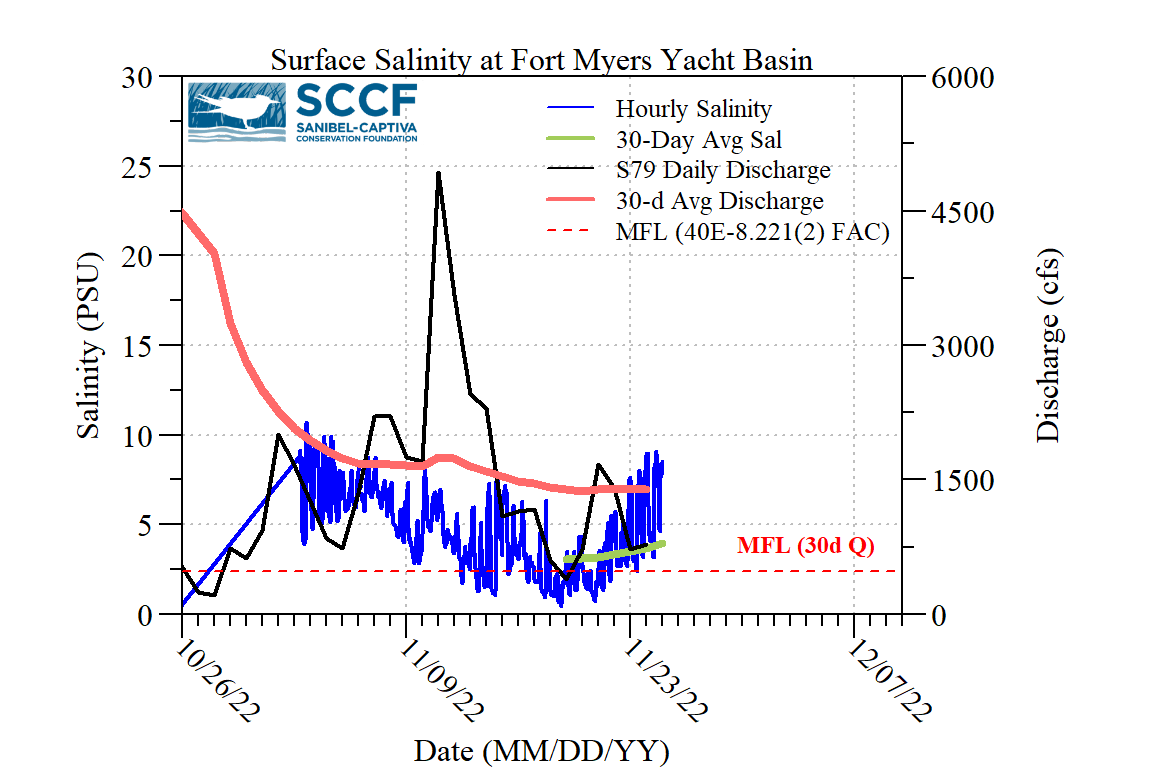 Surface Salinity at Fort Myers Yacht Basin
SCCF
SANIBEL-CAPTIVA
CONSERVATION FOUNDATION
Hourly Salinity
30-Day Avg Sal
S79 Daily Discharge
30-d Avg Discharge
MFL (40E-8.221(2) FAC)
30
25
20
15
10
5
0
Salinity (PSU)
6000
4500
3000
1500
0
Discharge (cfs)
MFL (30d Q)
10/26/22
11/09/22
11/23/22
12/07/22
Date (MM/DD/YY)